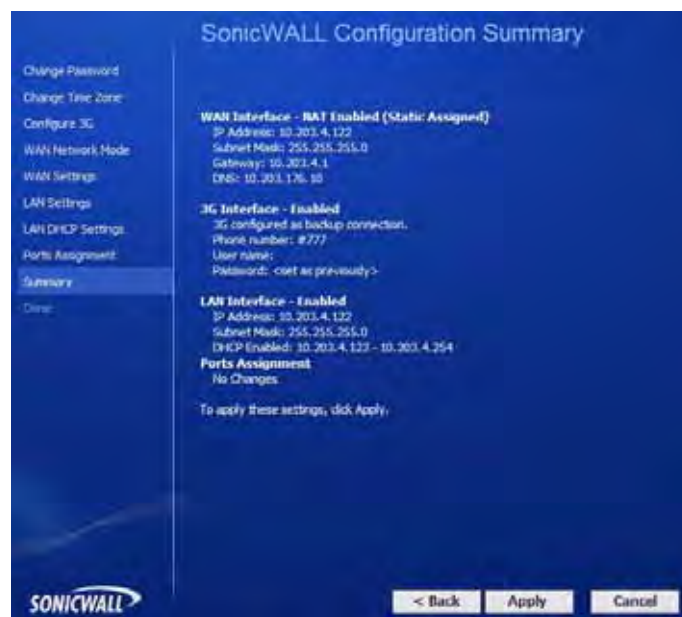 SonicWALL Configuration Summary
Change Password
Change Time Zone
Configure 3G
WAN Network Mode
WAN Settings
LAN Settings
LAN DHCP Settings
Ports Assignment
Summary
Done
WAN Interface - NAT Enabled (Static Assigned)
IP Address: 10.203.4.122
Subnet Mask: 255.255.255.0
Gateway: 10.203.4.1
DNS: 10.203.176.10
3G Interface - Enabled
3G configured as backup connection.
Phone number: #777
User name:
Password: <set as previously>
LAN Interface - Enabled
IP Address: 10.203.4.122
Subnet Mask: 255.255.255.0
DHCP Enabled: 10.203.4.123 - 10.203.4.254
Ports Assignment
No Changes
To apply these settings, click Apply.
SONICWALL
< Back
Apply
Cancel